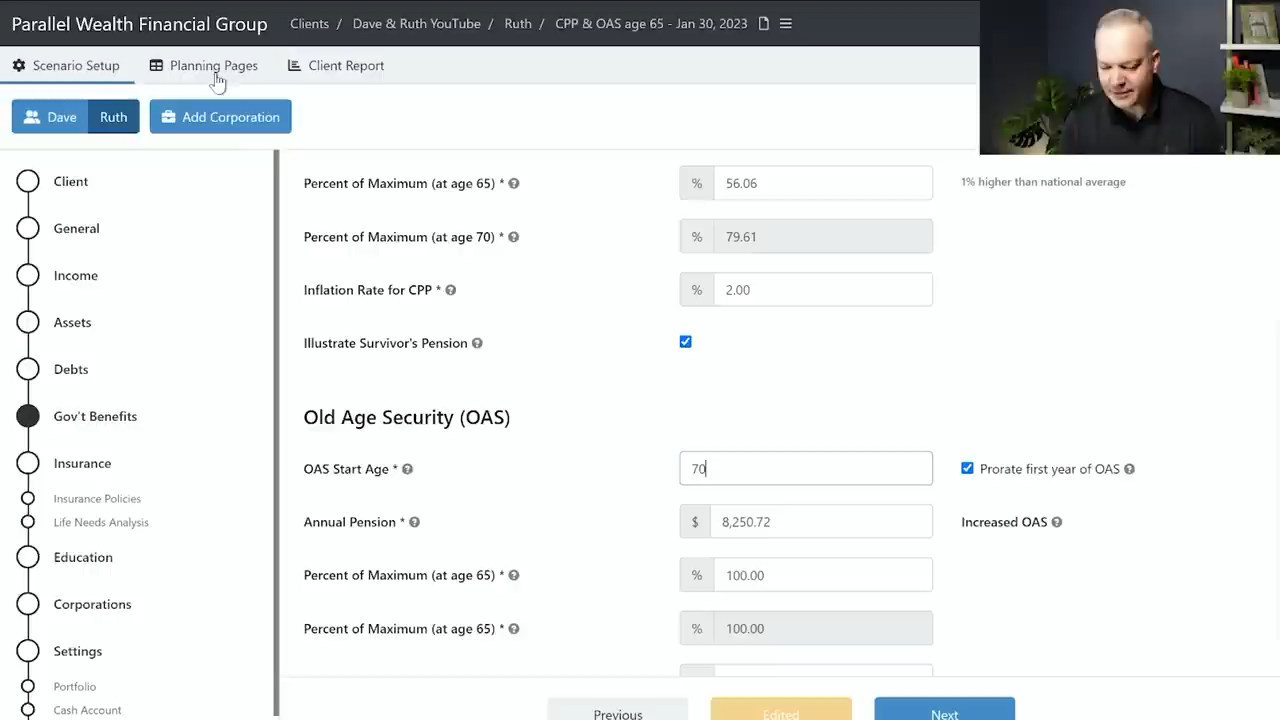 Parallel Wealth Financial Group
Clients / Dave & Ruth YouTube / Ruth / CPP & OAS age 65 - Jan 30, 2023
Scenario Setup
Planning Pages
Client Report
Dave
Ruth
Add Corporation
Client
General
Income
Assets
Debts
Gov't Benefits
Insurance
Insurance Policies
Life Needs Analysis
Education
Corporations
Settings
Portfolio
Cash Account
Percent of Maximum (at age 65) * ? % 56.06 1% higher than national average
Percent of Maximum (at age 70) * ? % 79.61
Inflation Rate for CPP * ? % 2.00
Illustrate Survivor's Pension ?
Old Age Security (OAS)
OAS Start Age * ? 70 Prorate first year of OAS ?
Annual Pension * ? $ 8,250.72 Increased OAS ?
Percent of Maximum (at age 65) * ? % 100.00
Percent of Maximum (at age 65) * ? % 100.00
Previous
Edited
Next